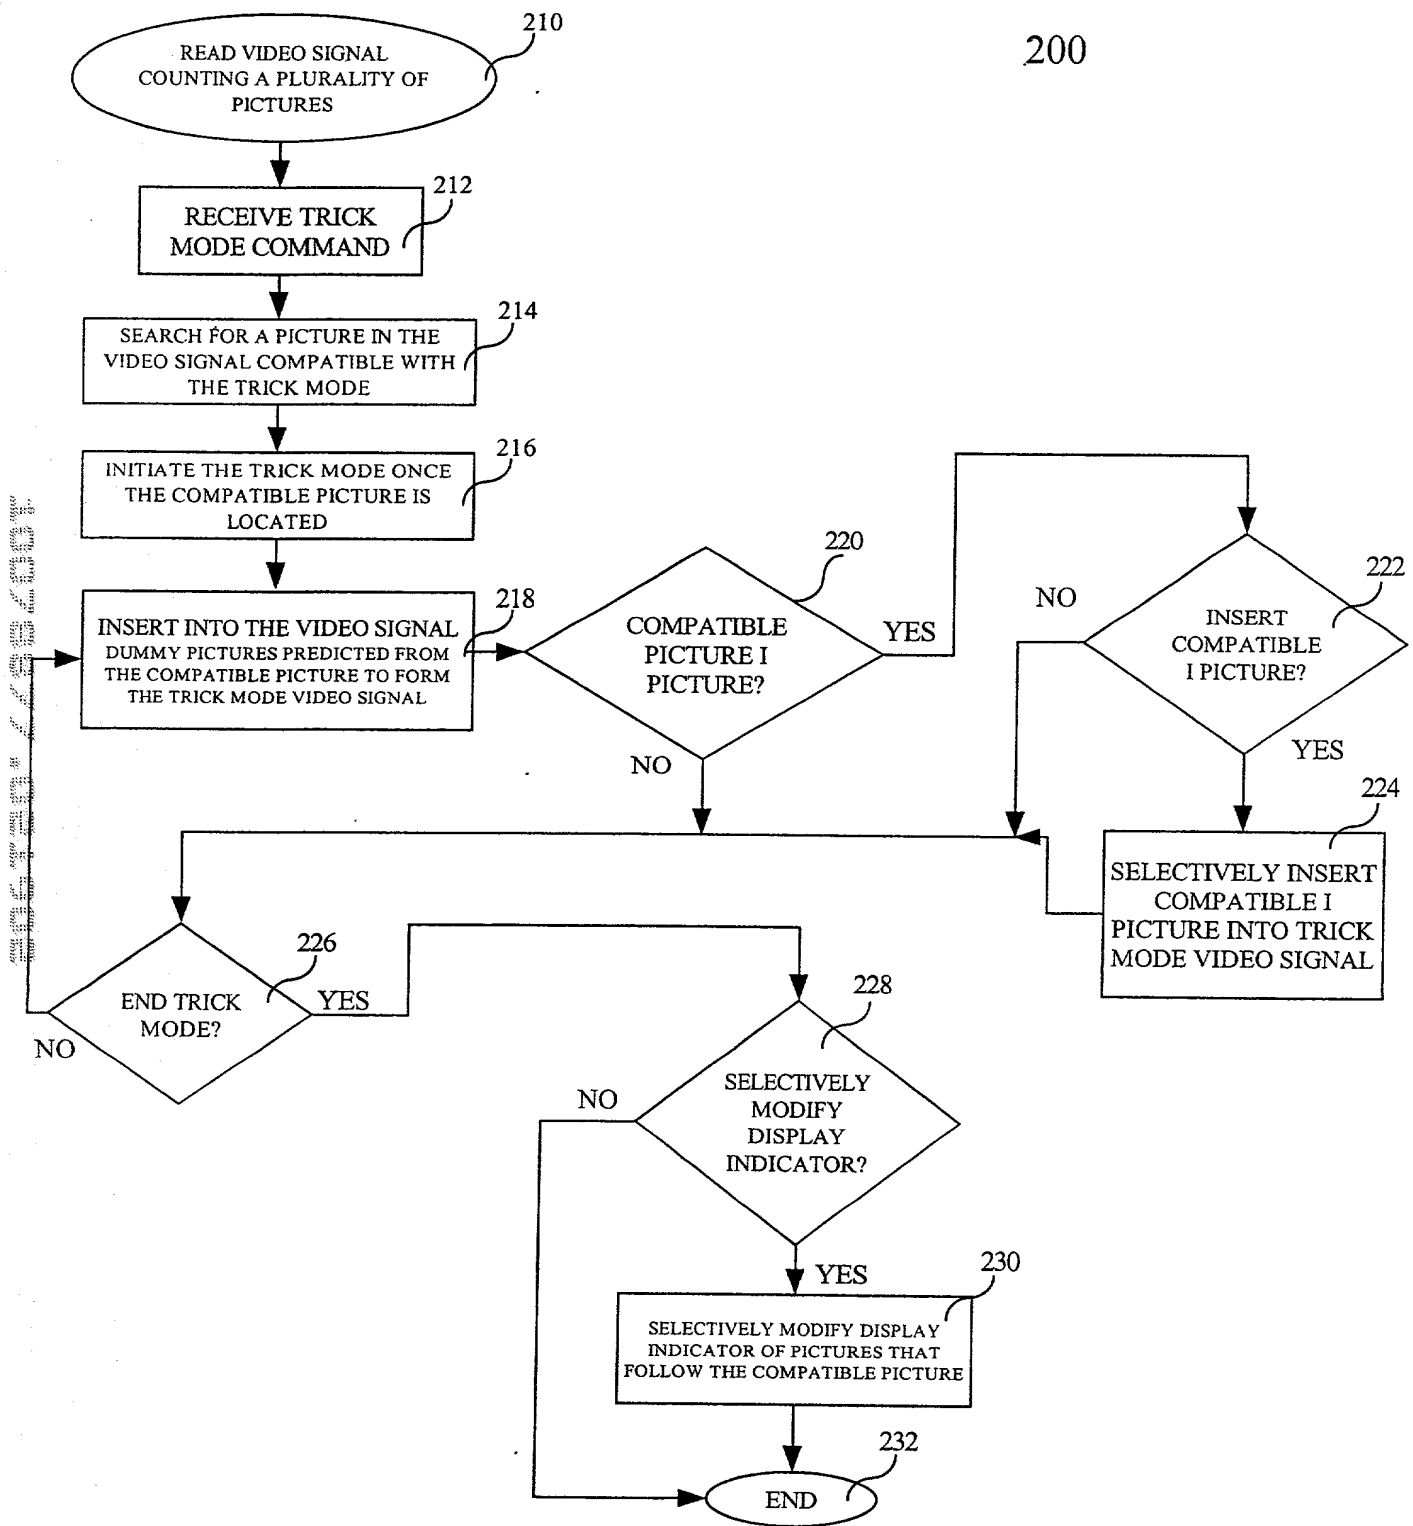 200
210
READ VIDEO SIGNAL
COUNTING A PLURALITY OF
PICTURES
212
RECEIVE TRICK
MODE COMMAND
214
SEARCH FOR A PICTURE IN THE
VIDEO SIGNAL COMPATIBLE WITH
THE TRICK MODE
216
INITIATE THE TRICK MODE ONCE
THE COMPATIBLE PICTURE IS
LOCATED
218
INSERT INTO THE VIDEO SIGNAL
DUMMY PICTURES PREDICTED FROM
THE COMPATIBLE PICTURE TO FORM
THE TRICK MODE VIDEO SIGNAL
220
COMPATIBLE
PICTURE I
PICTURE?
YES
NO
222
INSERT
COMPATIBLE
I PICTURE?
NO
YES
224
SELECTIVELY INSERT
COMPATIBLE I
PICTURE INTO TRICK
MODE VIDEO SIGNAL
226
END TRICK
MODE?
YES
NO
228
SELECTIVELY
MODIFY
DISPLAY
INDICATOR?
NO
YES
230
SELECTIVELY MODIFY DISPLAY
INDICATOR OF PICTURES THAT
FOLLOW THE COMPATIBLE PICTURE
232
END